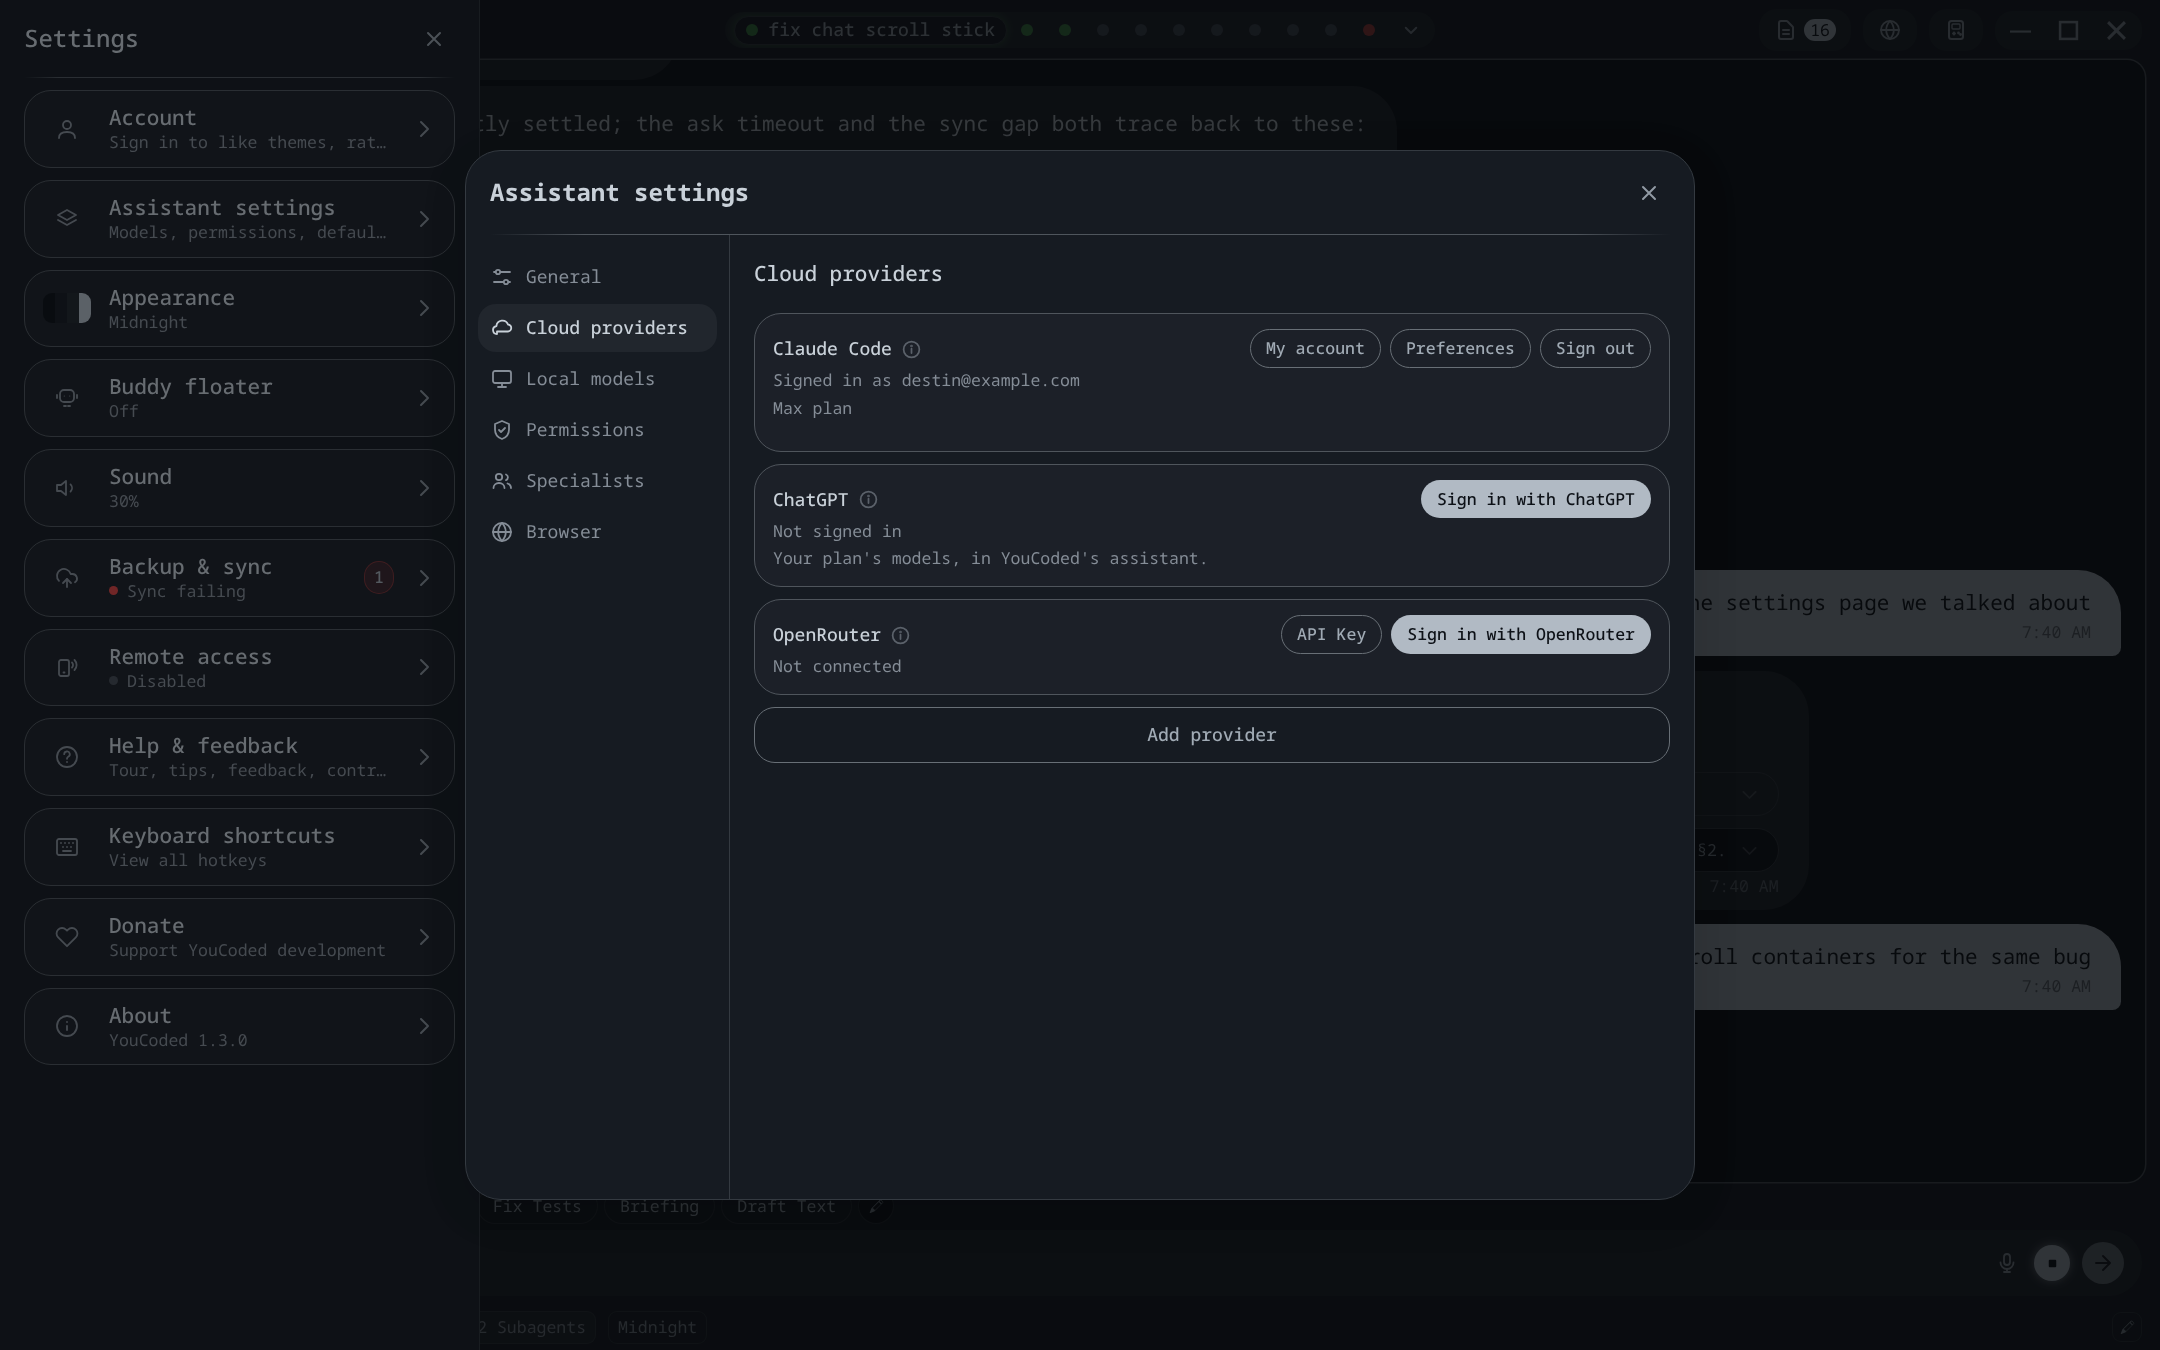 Settings
Account
Sign in to like themes, rat…
Assistant settings
Models, permissions, defaul…
Appearance
Midnight
Buddy floater
Off
Sound
30%
Backup & sync
Sync failing
1
Remote access
Disabled
Help & feedback
Tour, tips, feedback, contr…
Keyboard shortcuts
View all hotkeys
Donate
Support YouCoded development
About
YouCoded 1.3.0
fix chat scroll stick
16
tly settled; the ask timeout and the sync gap both trace back to these:
Assistant settings
General
Cloud providers
Local models
Permissions
Specialists
Browser
Cloud providers
Claude Code
My account
Preferences
Sign out
Signed in as destin@example.com
Max plan
ChatGPT
Sign in with ChatGPT
Not signed in
Your plan's models, in YouCoded's assistant.
OpenRouter
API Key
Sign in with OpenRouter
Not connected
Add provider
he settings page we talked about
7:40 AM
§2.
7:40 AM
roll containers for the same bug
7:40 AM
Fix Tests
Briefing
Draft Text
2 Subagents
Midnight